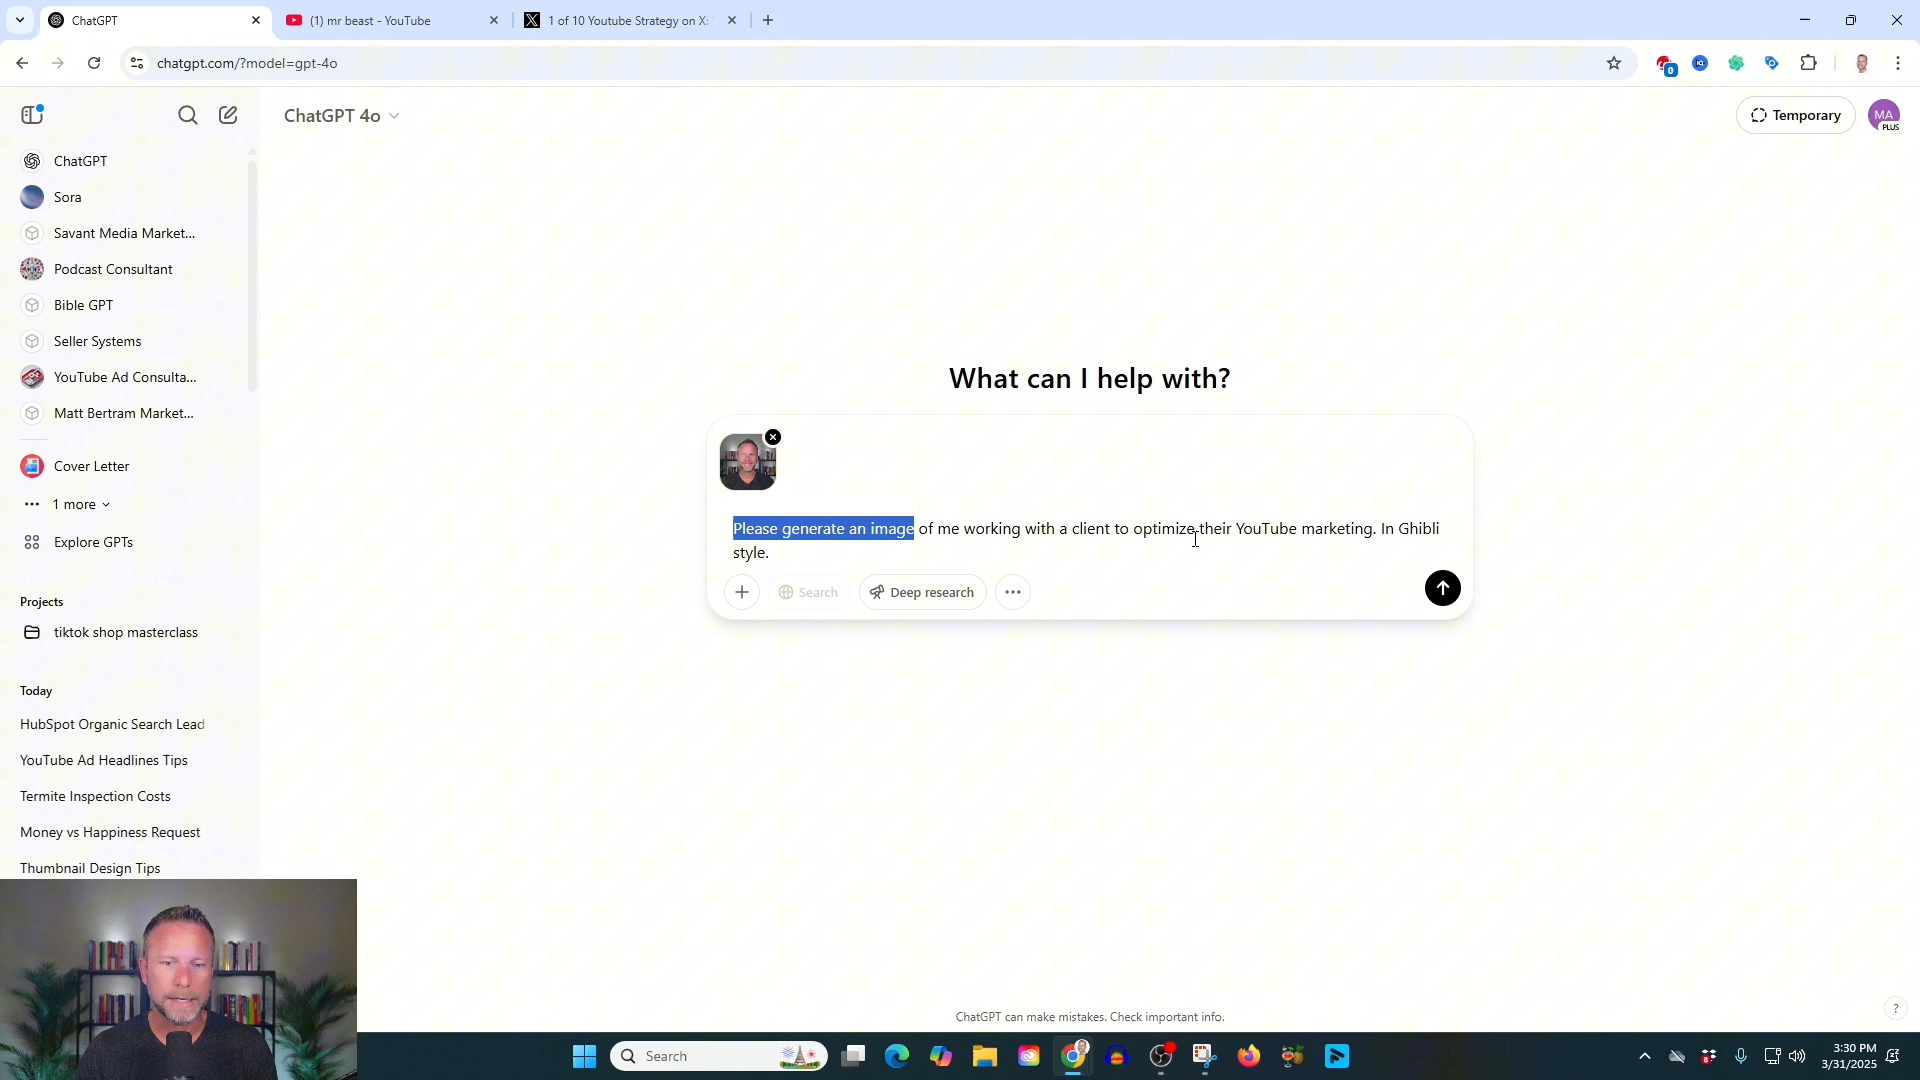 ChatGPT
(1) mr beast - YouTube
1 of 10 Youtube Strategy on X:
chatgpt.com/?model=gpt-4o
0
ChatGPT 4o
Temporary
MA
PLUS
ChatGPT
Sora
Savant Media Market...
Podcast Consultant
Bible GPT
Seller Systems
YouTube Ad Consulta...
Matt Bertram Market...
Cover Letter
1 more
Explore GPTs
Projects
tiktok shop masterclass
Today
HubSpot Organic Search Lead
YouTube Ad Headlines Tips
Termite Inspection Costs
Money vs Happiness Request
Thumbnail Design Tips
What can I help with?
Please generate an image of me working with a client to optimize their YouTube marketing. In Ghibli
style.
Search
Deep research
ChatGPT can make mistakes. Check important info.
?
Search
8
3:30 PM
3/31/2025